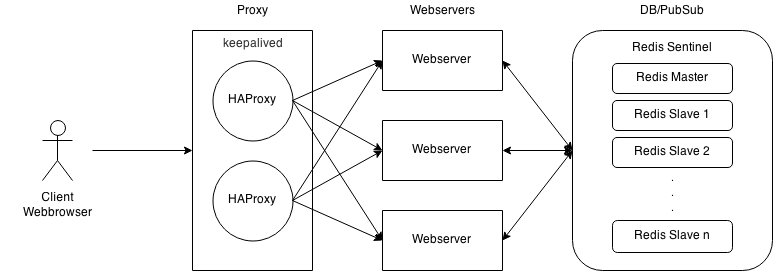 Proxy
Webservers
DB/PubSub
keepalived
HAProxy
HAProxy
Client
Webbrowser
Webserver
Webserver
Webserver
Redis Sentinel
Redis Master
Redis Slave 1
Redis Slave 2
.
.
.
Redis Slave n